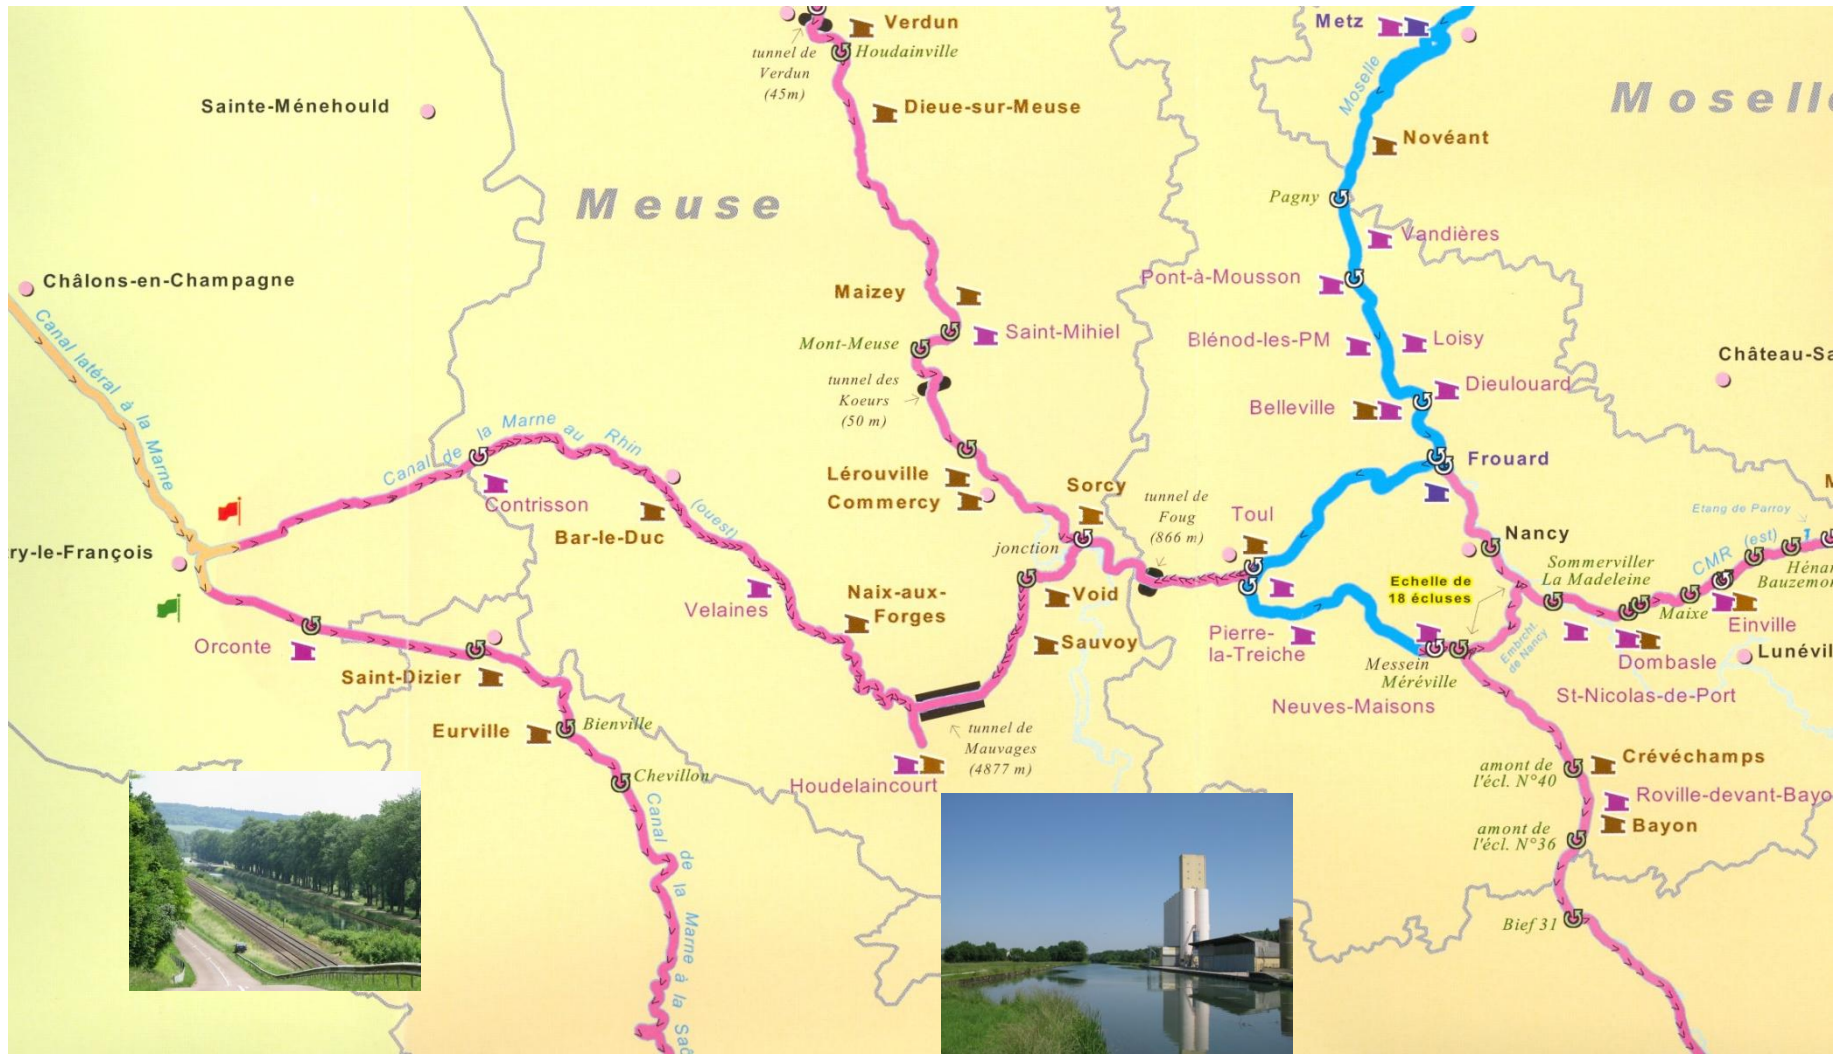 Verdun
tunnel de
Verdun
(45m)
Houdainville
Metz
Moselle
Moselle
Sainte-Ménehould
Dieue-sur-Meuse
Novéant
Meuse
Pagny
Vandières
Pont-à-Mousson
Châlons-en-Champagne
Maizey
Saint-Mihiel
Mont-Meuse
Blénod-les-PM
Loisy
Château-Sa
tunnel des
Koeurs
(50 m)
Dieulouard
Belleville
Canal latéral à la Marne
Canal de la Marne au Rhin
(ouest)
Frouard
Lérouville
Commercy
Sorcy
tunnel de
Foug
(866 m)
Toul
Contrisson
Bar-le-Duc
jonction
Nancy
Etang de Parroy
CMR (est)
ry-le-François
Sommerviller
La Madeleine
Hénar
Bauzemon
Echelle de
18 écluses
Maixe
Einville
Velaines
Naix-aux-
Forges
Void
Sauvoy
Pierre-
la-Treiche
Embrcht.
de Nancy
Dombasle
Lunévil
Orconte
Saint-Dizier
Messein
Méréville
Neuves-Maisons
St-Nicolas-de-Port
Eurville
Bienville
tunnel de
Mauvages
(4877 m)
Houdelaincourt
Chevillon
Crévéchamps
amont de
l'écl. N°40
Roville-devant-Bayo
Bayon
amont de
l'écl. N°36
Bief 31
Canal de la Marne à la Saô